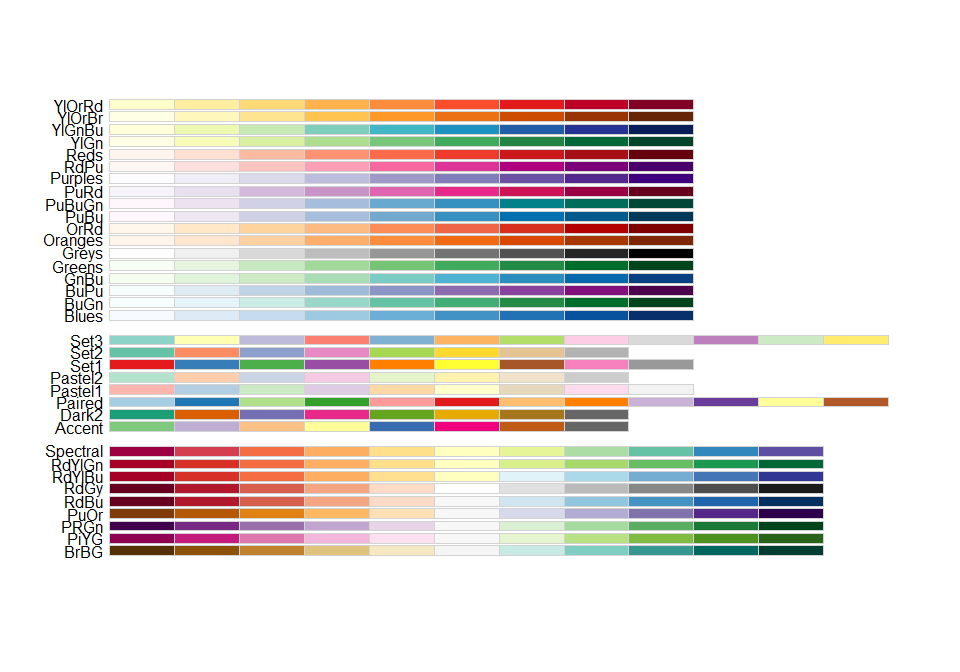 YlOrRd
YlOrBr
YlGnBu
YlGn
Reds
RdPu
Purples
PuRd
PuBuGn
PuBu
OrRd
Oranges
Greys
Greens
GnBu
BuPu
BuGn
Blues
Set3
Set2
Set1
Pastel2
Pastel1
Paired
Dark2
Accent
Spectral
RdYlGn
RdYlBu
RdGy
RdBu
PuOr
PRGn
PiYG
BrBG